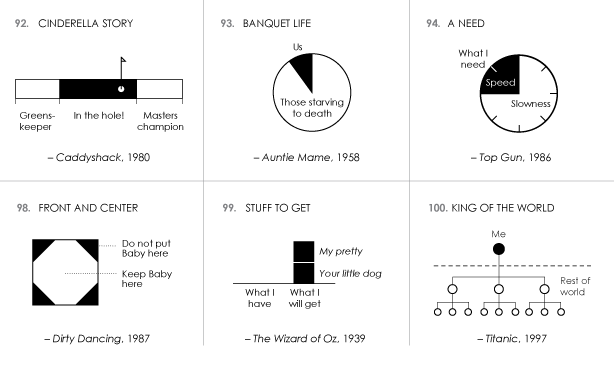 92. CINDERELLA STORY
Greens-
keeper
In the hole!
Masters
champion
– Caddyshack, 1980
93. BANQUET LIFE
Us
Those starving
to death
– Auntie Mame, 1958
94. A NEED
What I
need
Speed
Slowness
– Top Gun, 1986
98. FRONT AND CENTER
Do not put
Baby here
Keep Baby
here
– Dirty Dancing, 1987
99. STUFF TO GET
My pretty
Your little dog
What I
have
What I
will get
– The Wizard of Oz, 1939
100. KING OF THE WORLD
Me
Rest of
world
– Titanic, 1997